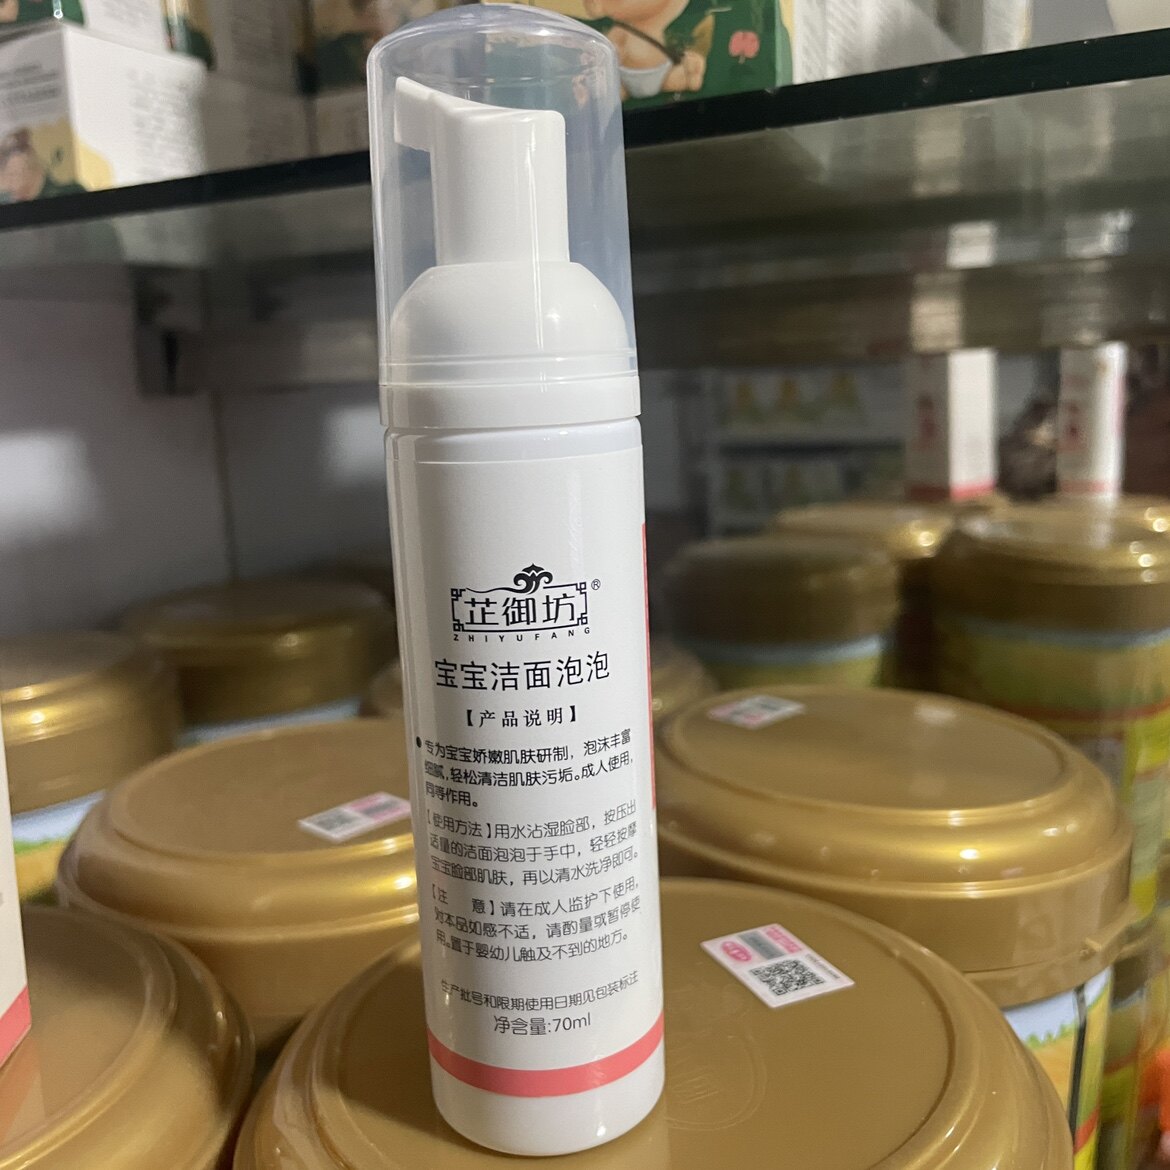 芷御坊®
ZHIYUFANG
宝宝洁面泡泡
【产品说明】
●专为宝宝娇嫩肌肤研制，泡沫丰富
细腻,轻松清洁肌肤污垢。成人使用，
同等作用。
【使用方法】用水沾湿脸部，按压出
适量的洁面泡泡于手中，轻轻按摩
宝宝脸部肌肤，再以清水洗净即可。
【注 意】请在成人监护下使用，
对本品如感不适，请酌量或暂停使
用。置于婴幼儿触及不到的地方。
生产批号和限期使用日期见包装标注
净含量:70ml